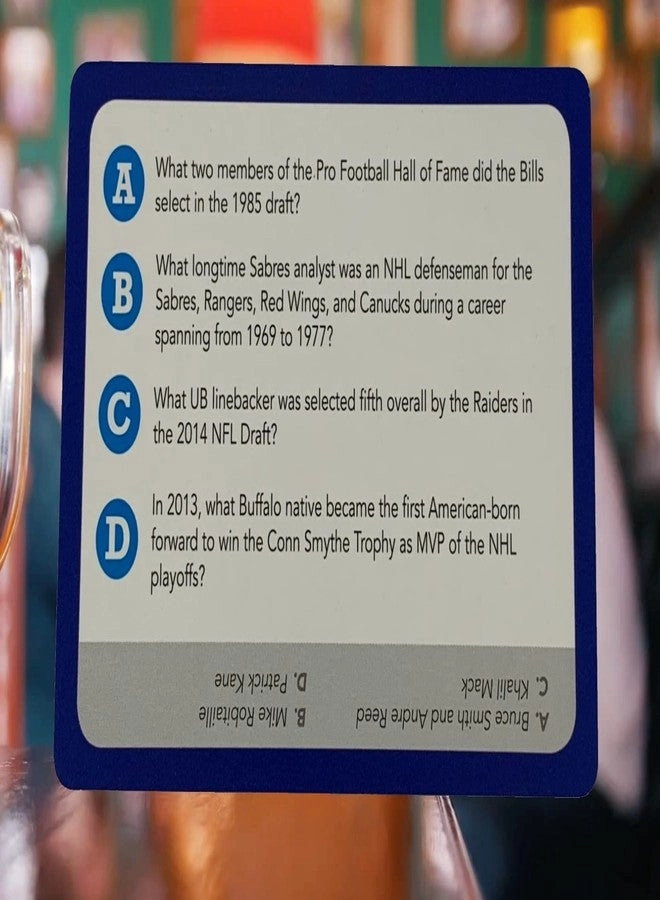 A What two members of the Pro Football Hall of Fame did the Bills
select in the 1985 draft?
B What longtime Sabres analyst was an NHL defenseman for the
Sabres, Rangers, Red Wings, and Canucks during a career
spanning from 1969 to 1977?
C What UB linebacker was selected fifth overall by the Raiders in
the 2014 NFL Draft?
D In 2013, what Buffalo native became the first American-born
forward to win the Conn Smythe Trophy as MVP of the NHL
playoffs?
A. Bruce Smith and Andre Reed B. Mike Robitaille
C. Khalil Mack D. Patrick Kane